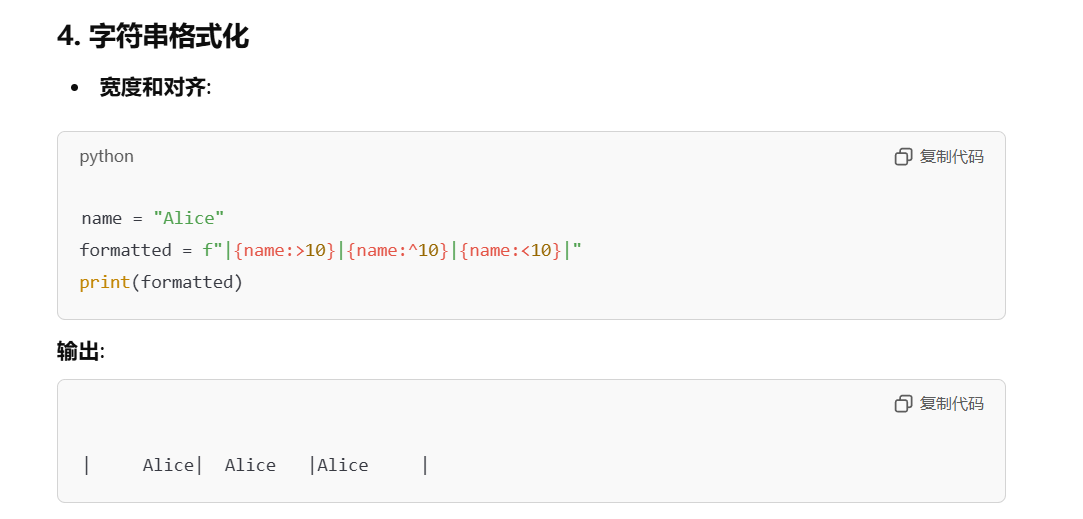 4. 字符串格式化
• 宽度和对齐:
python
复制代码
name = "Alice"
formatted = f"|{name:>10}|{name:^10}|{name:<10}|"
print(formatted)
输出:
复制代码
|     Alice|  Alice   |Alice     |